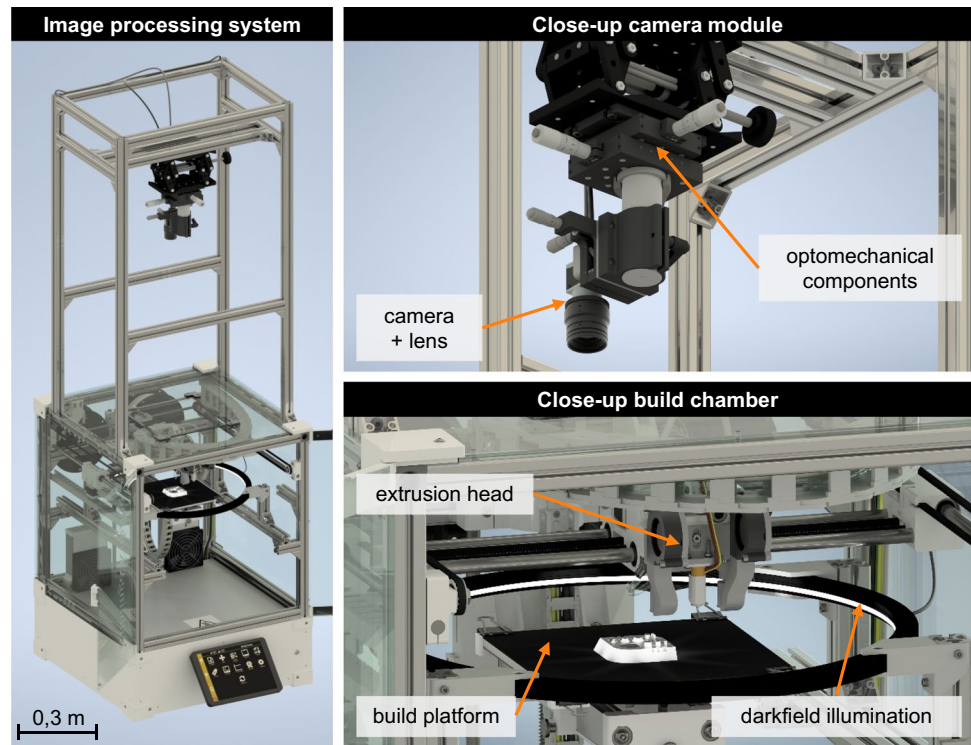 Image processing system
0,3 m
Close-up camera module
optomechanical
components
camera
+ lens
Close-up build chamber
extrusion head
build platform
darkfield illumination